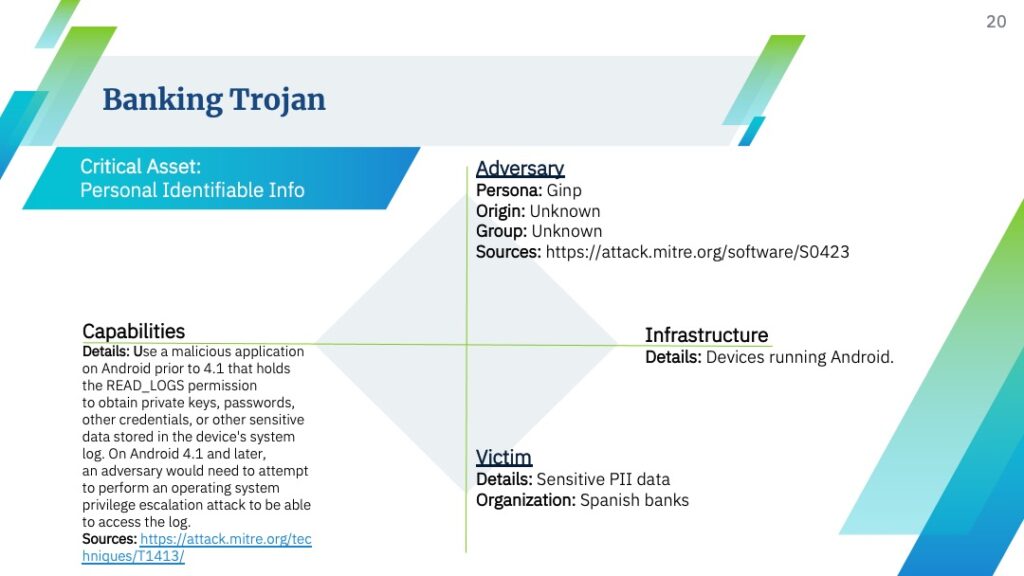 20
Banking Trojan
Critical Asset:
Personal Identifiable Info
Adversary
Persona: Ginp
Origin: Unknown
Group: Unknown
Sources: https://attack.mitre.org/software/S0423
Capabilities
Details: Use a malicious application
on Android prior to 4.1 that holds
the READ_LOGS permission
to obtain private keys, passwords,
other credentials, or other sensitive
data stored in the device's system
log. On Android 4.1 and later,
an adversary would need to attempt
to perform an operating system
privilege escalation attack to be able
to access the log.
Sources: https://attack.mitre.org/tec
hniques/T1413/
Infrastructure
Details: Devices running Android.
Victim
Details: Sensitive PII data
Organization: Spanish banks